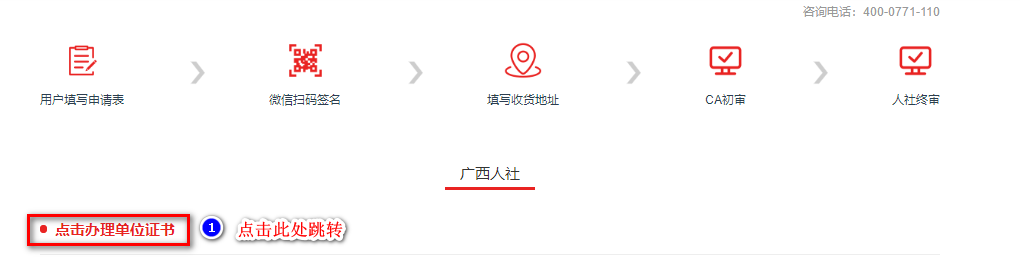 咨询电话：400-0771-110
用户填写申请表
微信扫码签名
填写收货地址
CA初审
人社终审
广西人社
点击办理单位证书 1 点击此处跳转